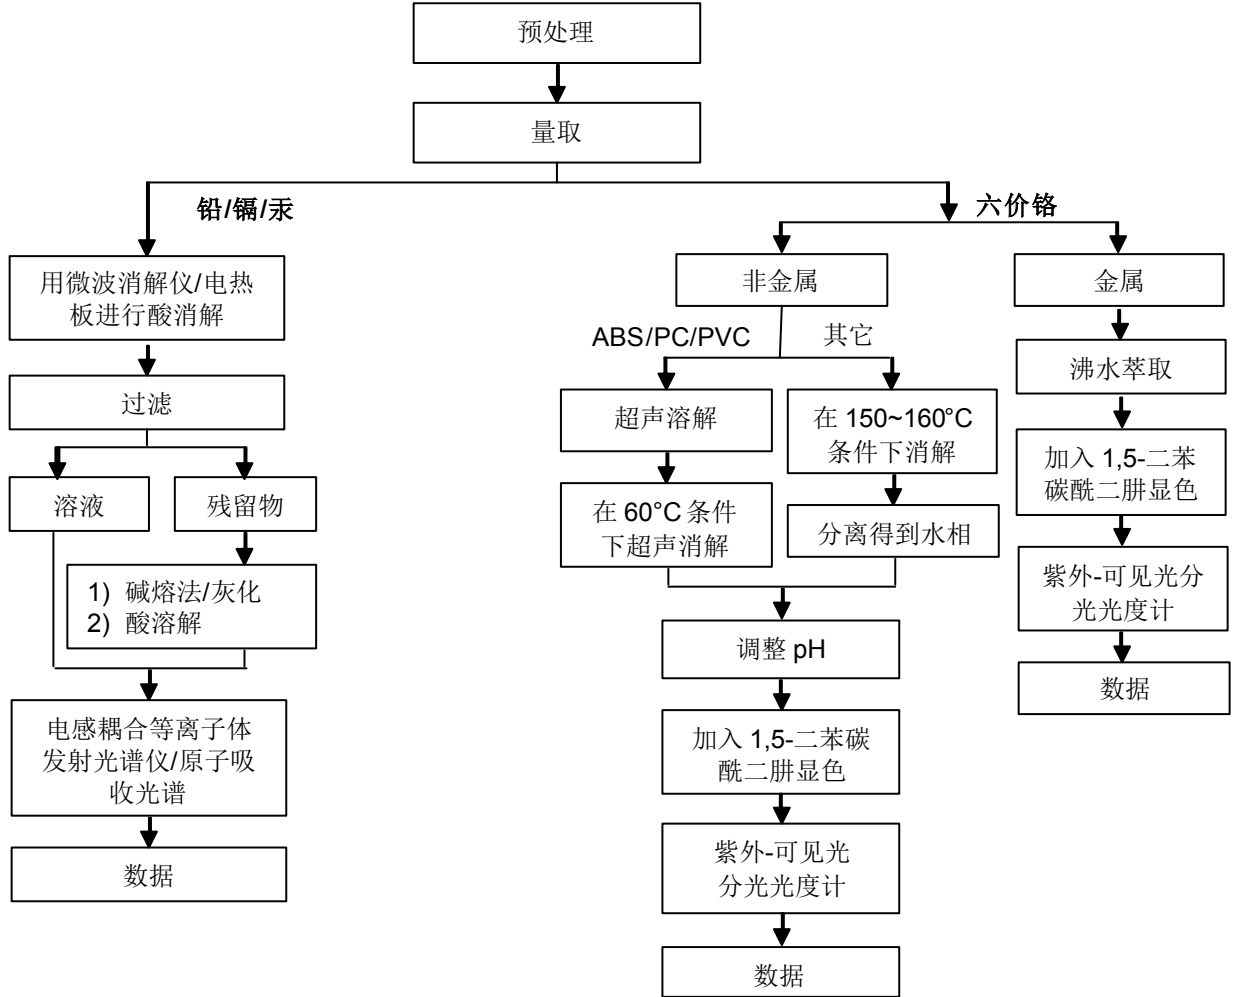 预处理
量取
铅/镉/汞
用微波消解仪/电热
板进行酸消解
过滤
溶液
残留物
1) 碱熔法/灰化
2) 酸溶解
电感耦合等离子体
发射光谱仪/原子吸
收光谱
数据
六价铬
非金属
ABS/PC/PVC
其它
超声溶解
在 60°C 条件
下超声消解
在 150~160°C
条件下消解
分离得到水相
调整 pH
加入 1,5-二苯碳
酰二肼显色
紫外-可见光
分光光度计
数据
金属
沸水萃取
加入 1,5-二苯
碳酰二肼显色
紫外-可见光分
光光度计
数据